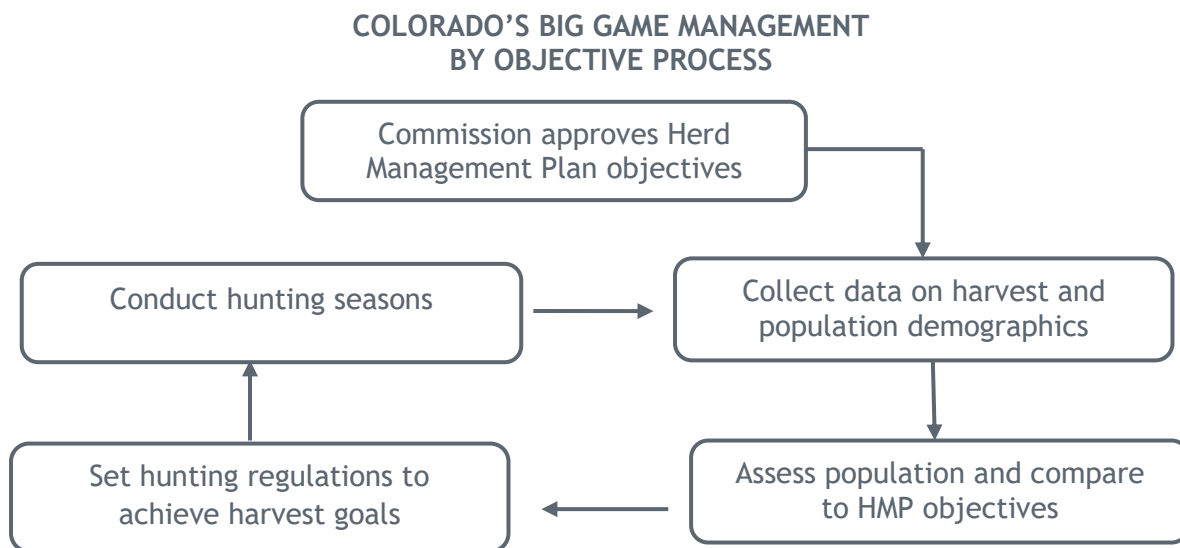 COLORADO’S BIG GAME MANAGEMENT
BY OBJECTIVE PROCESS
Commission approves Herd
Management Plan objectives
Conduct hunting seasons
Collect data on harvest and
population demographics
Set hunting regulations to
achieve harvest goals
Assess population and compare
to HMP objectives